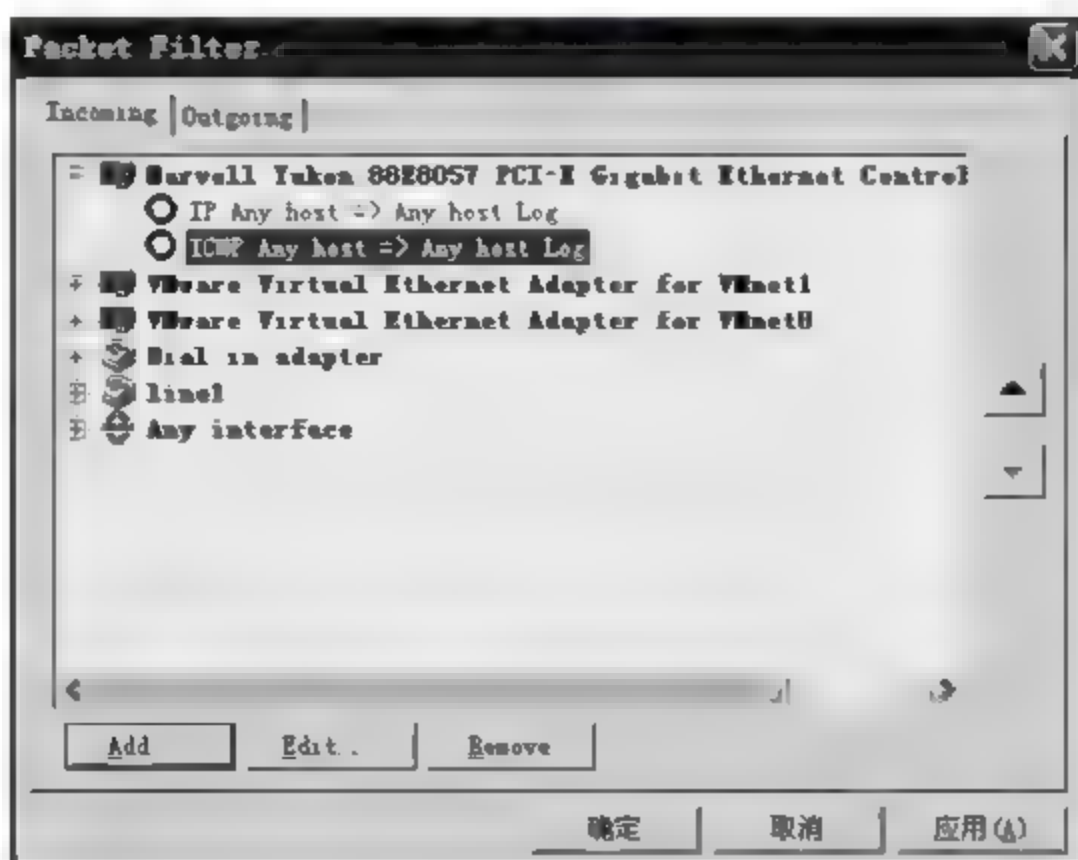 Packet Filter
Incoming Outgoing
Marvell Yukon 88E8057 PCI-E Gigabit Ethernet Control
IP Any host => Any host Log
ICMP Any host => Any host Log
VMware Virtual Ethernet Adapter for VMnet1
VMware Virtual Ethernet Adapter for VMnet8
Dial in adapter
line1
Any interface
Add Edit.. Remove
确定 取消 应用(A)